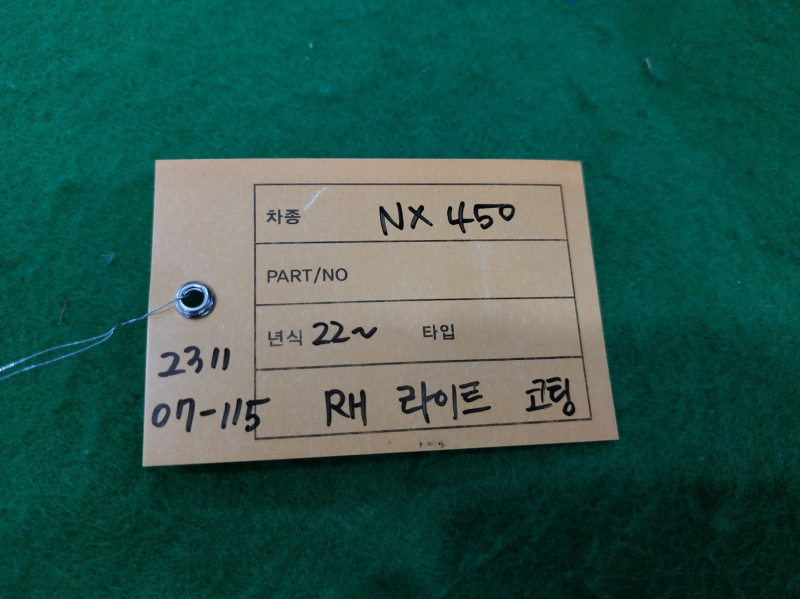 차종 NX 450
PART/NO
년식 22~ 타입
RH 라이트 코팅
2311
07-115